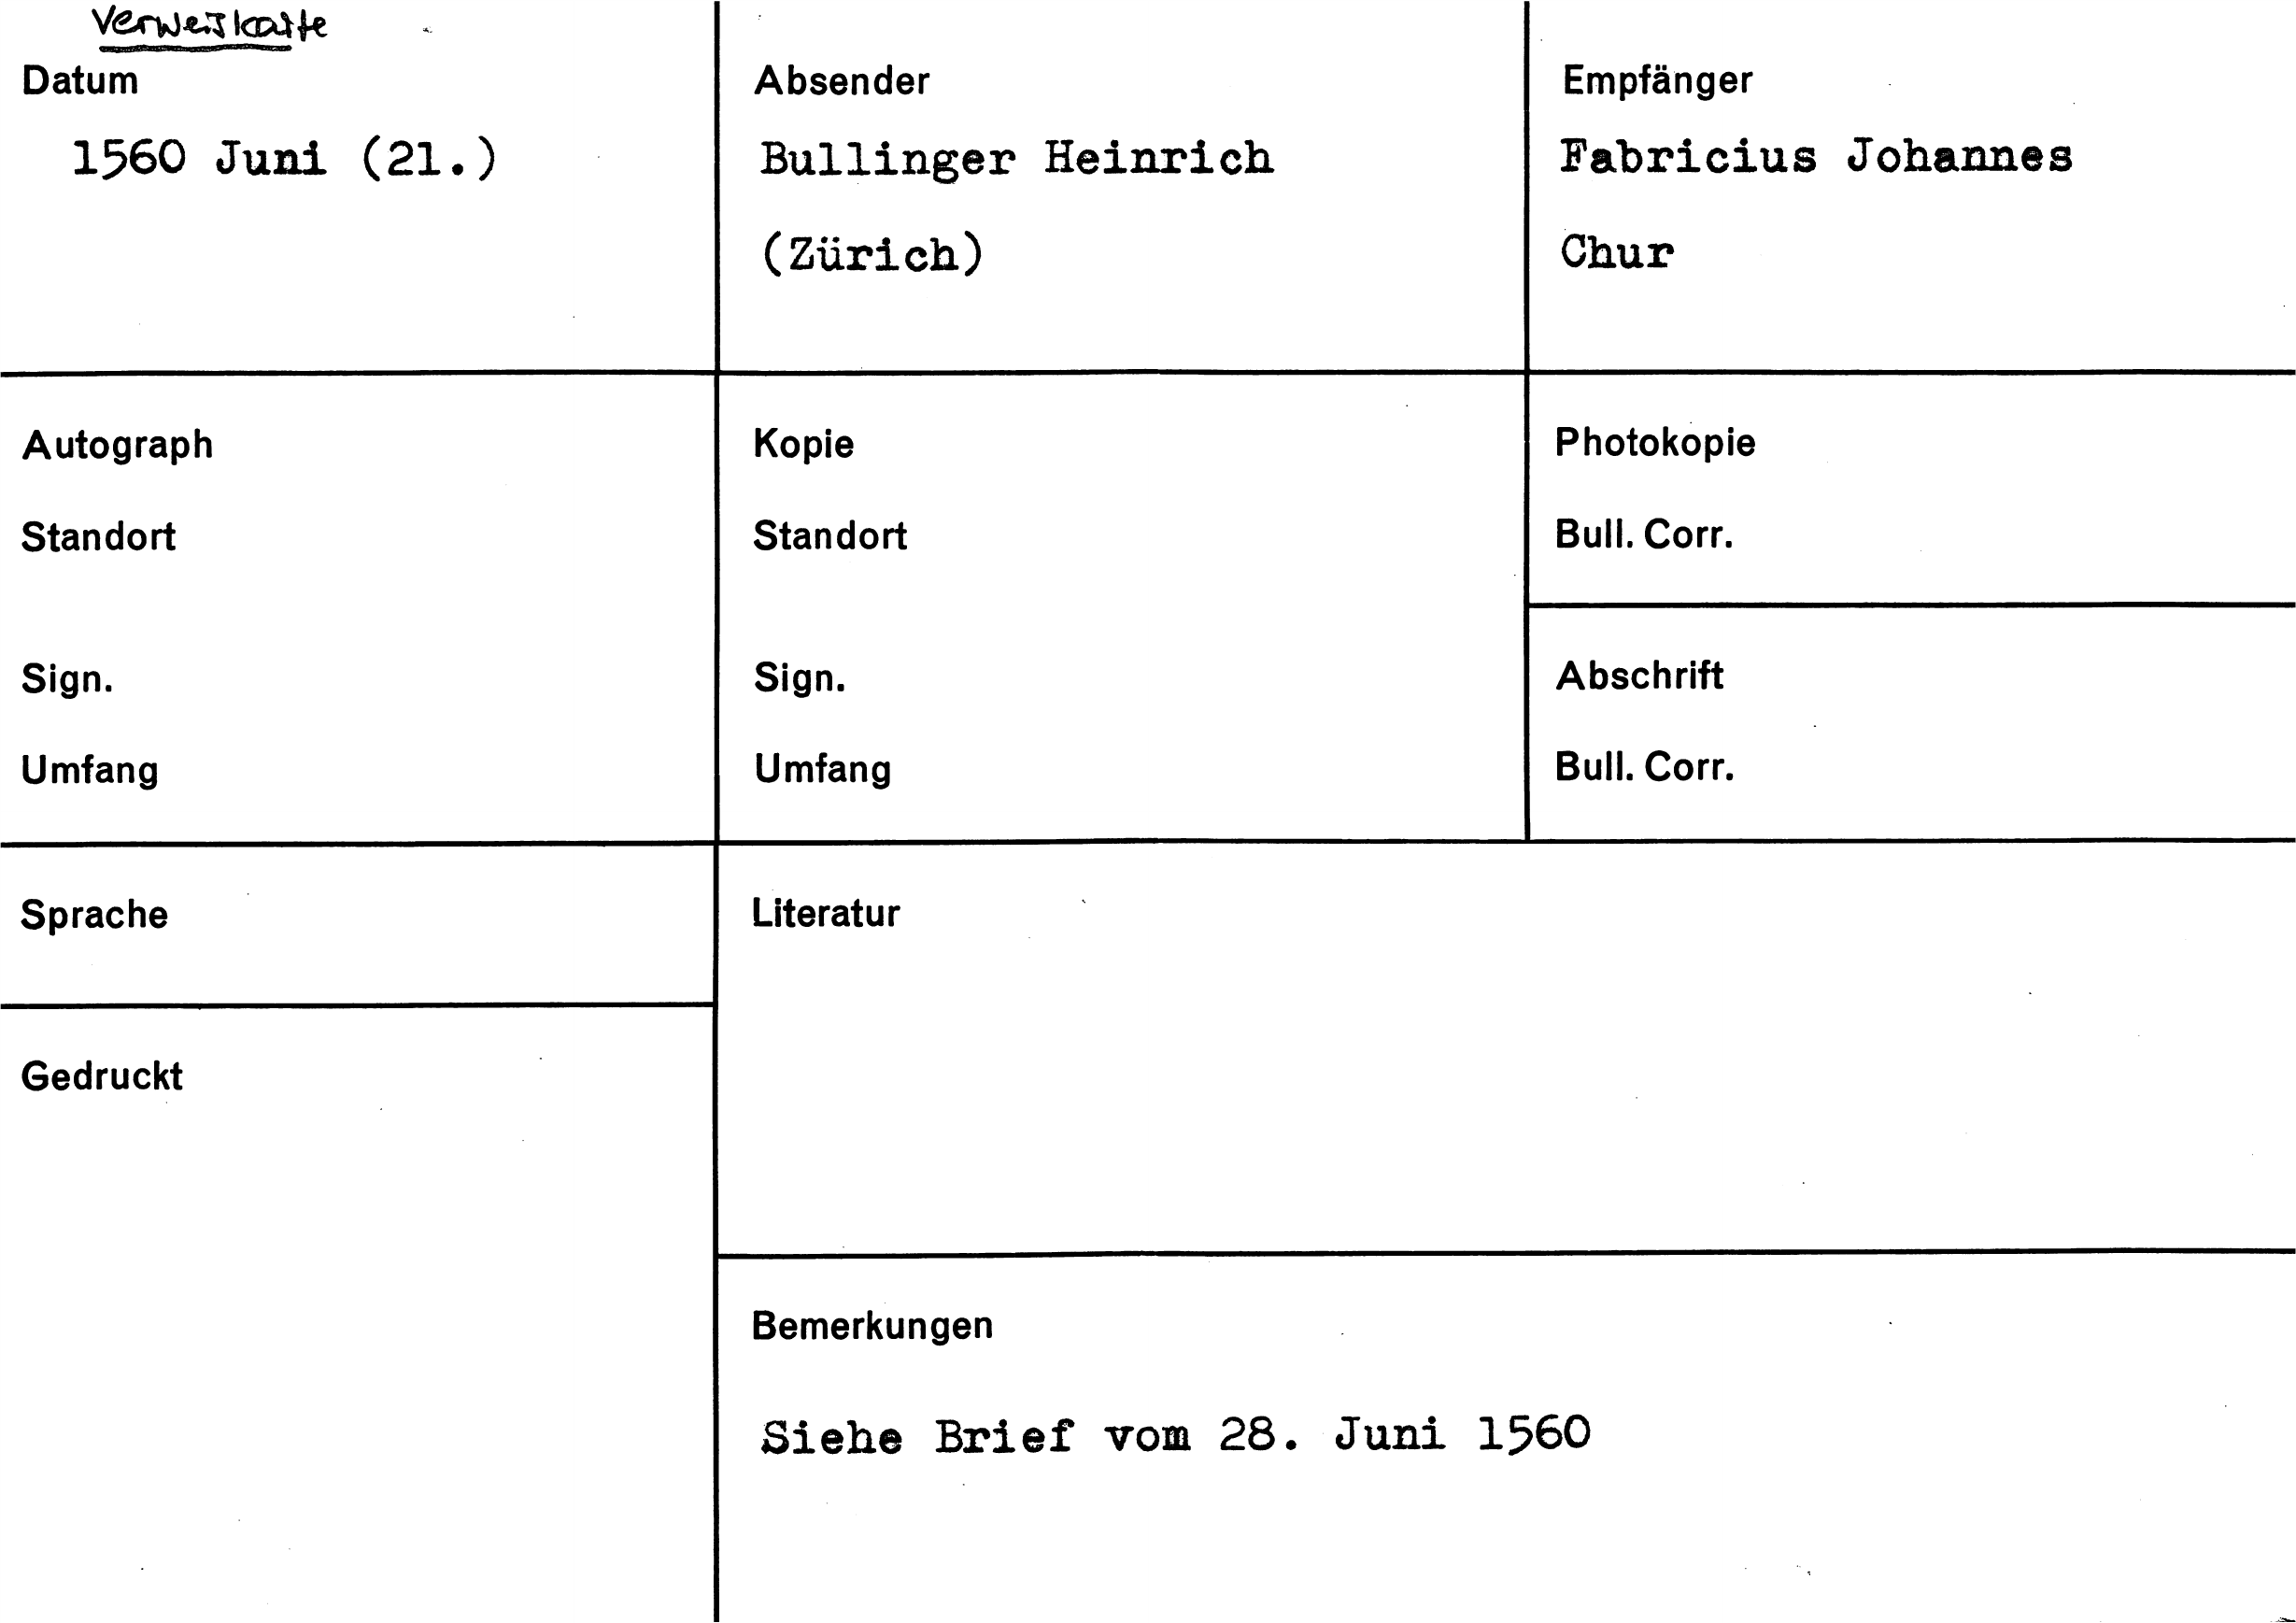 Verweiskarte
Datum
1560 Juni (21.)
Absender
Bullinger Heinrich
(Zürich)
Empfänger
Fabricius Johannes
Chur
Autograph
Standort
Sign.
Umfang
Kopie
Standort
Sign.
Umfang
Photokopie
Bull. Corr.
Abschrift
Bull. Corr.
Sprache
Gedruckt
Literatur
Bemerkungen
Siehe Brief vom 28. Juni 1560